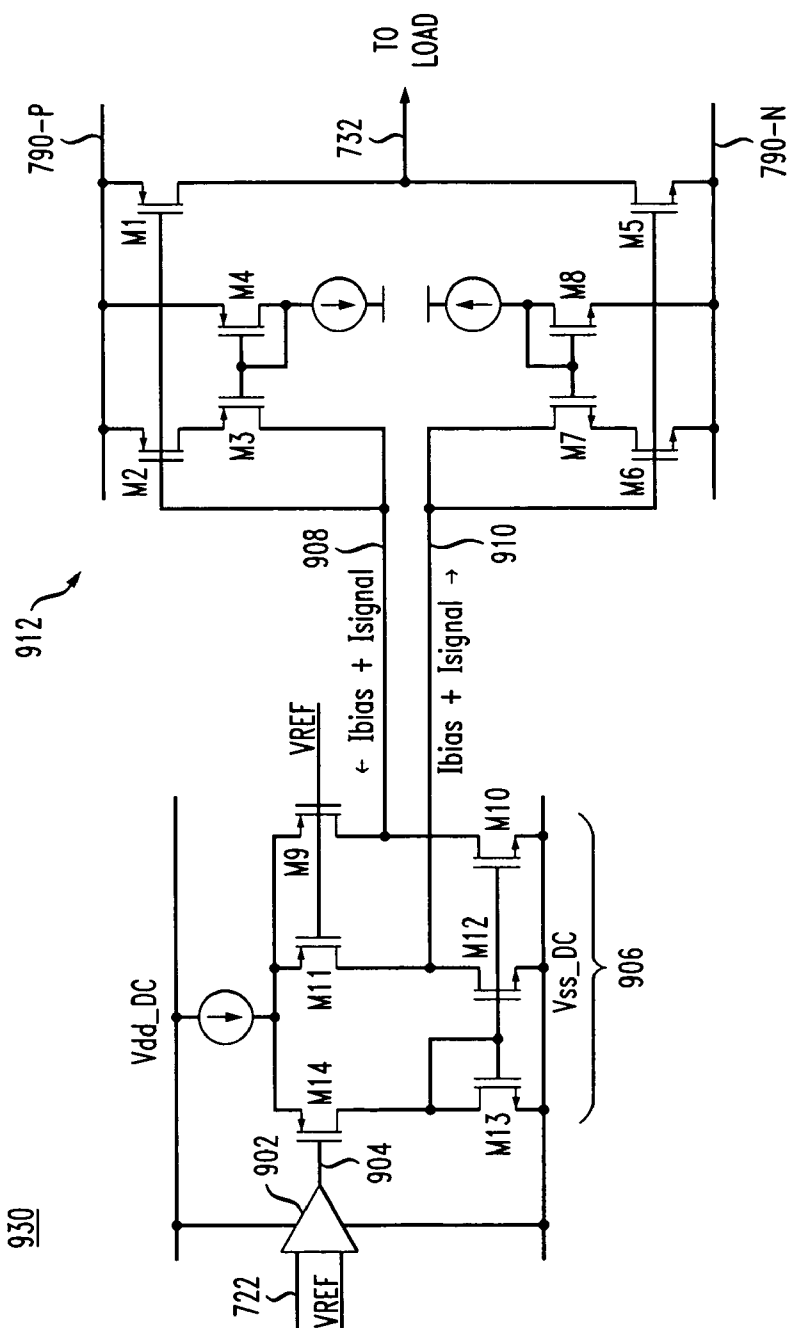 930
912
790-P
M1
M2
M3
M4
732
TO
LOAD
M5
M6
M7
M8
790-N
908
910
← Ibias + Isignal
Ibias + Isignal →
Vdd_DC
VREF
M9
M11
M14
902
904
722
VREF
M10
M12
M13
Vss_DC
906